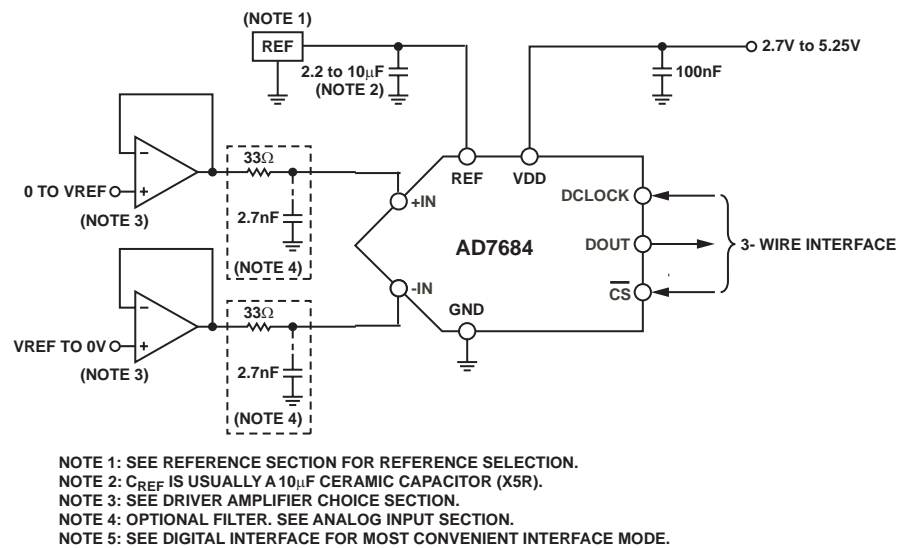 (NOTE 1)
REF
2.2 to 10μF
(NOTE 2)
2.7V to 5.25V
100nF
0 TO VREF
(NOTE 3)
−
+
33Ω
2.7nF
(NOTE 4)
VREF TO 0V
(NOTE 3)
−
+
33Ω
2.7nF
(NOTE 4)
REF
VDD
+IN
-IN
GND
AD7684
DCLOCK
DOUT
C̅S̅
3- WIRE INTERFACE
NOTE 1: SEE REFERENCE SECTION FOR REFERENCE SELECTION.
NOTE 2: CREF IS USUALLY A 10μF CERAMIC CAPACITOR (X5R).
NOTE 3: SEE DRIVER AMPLIFIER CHOICE SECTION.
NOTE 4: OPTIONAL FILTER. SEE ANALOG INPUT SECTION.
NOTE 5: SEE DIGITAL INTERFACE FOR MOST CONVENIENT INTERFACE MODE.